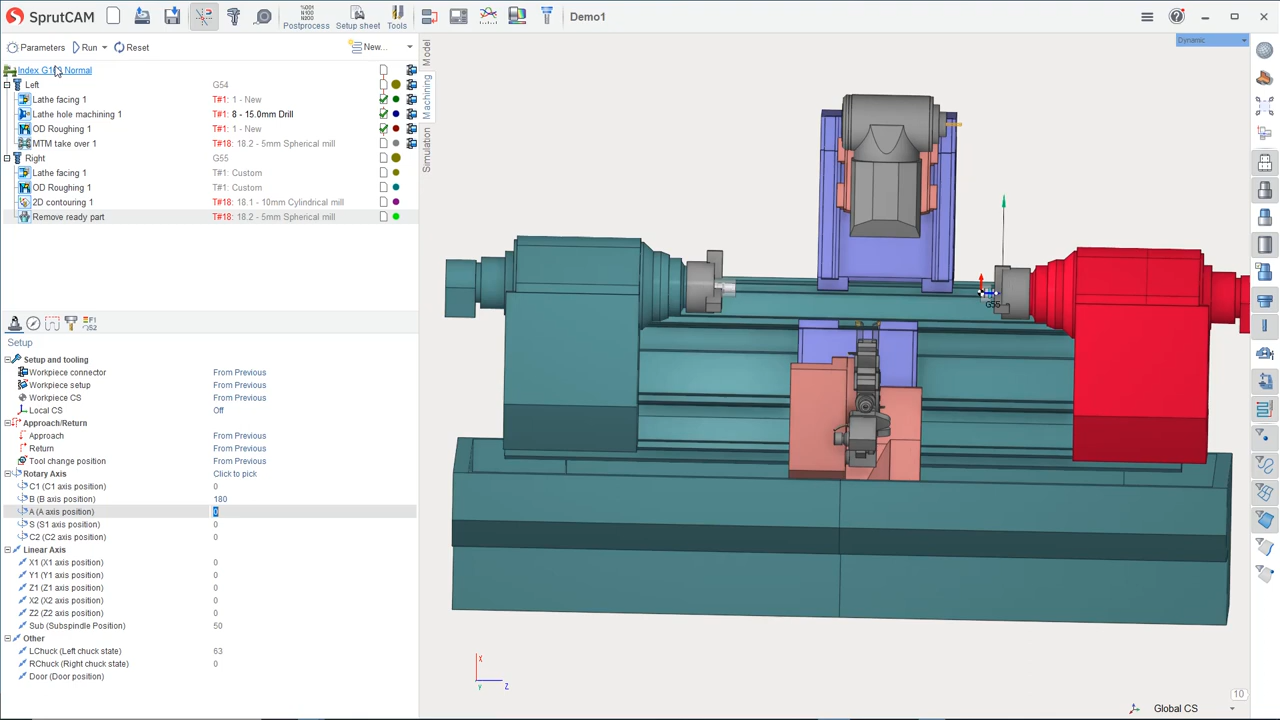 SprutCAM
Postprocess
Setup sheet
Tools
Demo1
Parameters
Run
Reset
New...
Dynamic
Model
Machining
Simulation
Left G54
Lathe facing 1 T#1: 1 - New
Lathe hole machining 1 T#1: 8 - 15.0mm Drill
OD Roughing 1 T#1: 1 - New
MTM take over 1 T#18: 18.2 - 5mm Spherical mill
Right G55
Lathe facing 1 T#1: Custom
OD Roughing 1 T#1: Custom
2D contouring 1 T#18: 18.1 - 10mm Cylindrical mill
Remove ready part T#18: 18.2 - 5mm Spherical mill
G55
Setup
Setup and tooling
Workpiece connector From Previous
Workpiece setup From Previous
Workpiece CS From Previous
Local CS Off
Approach/Return
Approach From Previous
Return From Previous
Tool change position From Previous
Rotary Axis Click to pick
C1 (C1 axis position) 0
B (B axis position) 180
A (A axis position) 0
S (S1 axis position) 0
C2 (C2 axis position) 0
Linear Axis
X1 (X1 axis position) 0
Y1 (Y1 axis position) 0
Z1 (Z1 axis position) 0
X2 (X2 axis position) 0
Z2 (Z2 axis position) 0
Sub (Subspindle Position) 50
Other
LChuck (Left chuck state) 63
RChuck (Right chuck state) 0
Door (Door position)
X
Y
Z
10
Global CS